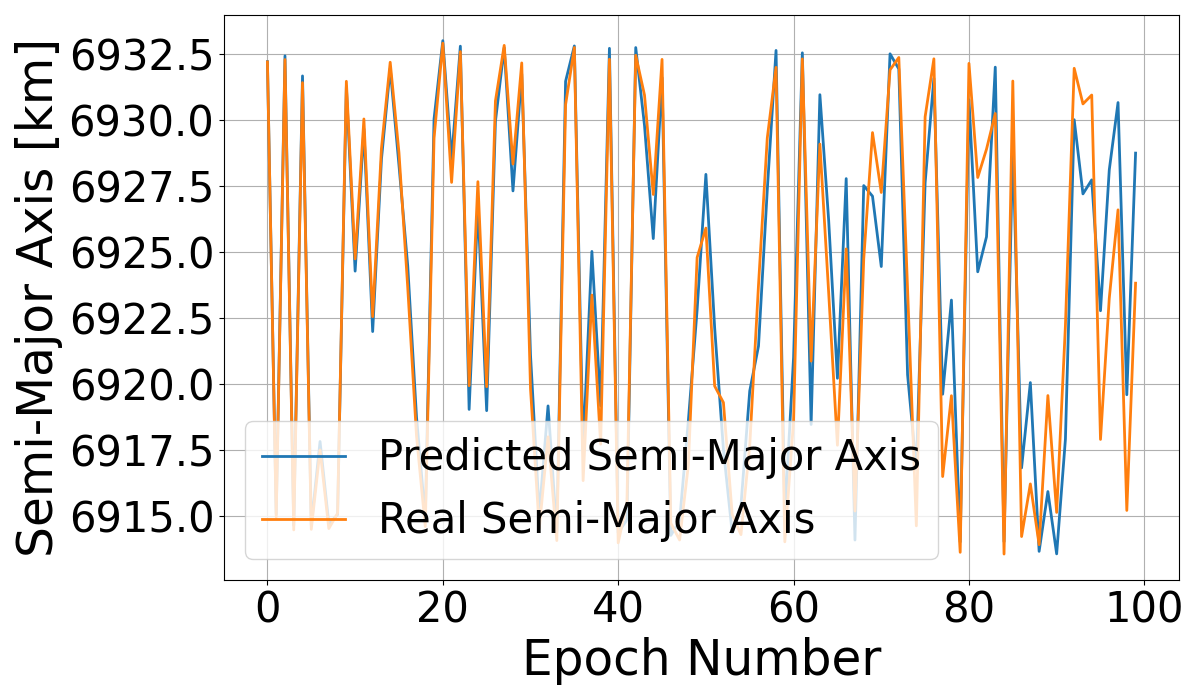 Semi-Major Axis [km]
6932.5
6930.0
6927.5
6925.0
6922.5
6920.0
6917.5
6915.0
Predicted Semi-Major Axis
Real Semi-Major Axis
0 20 40 60 80 100
Epoch Number